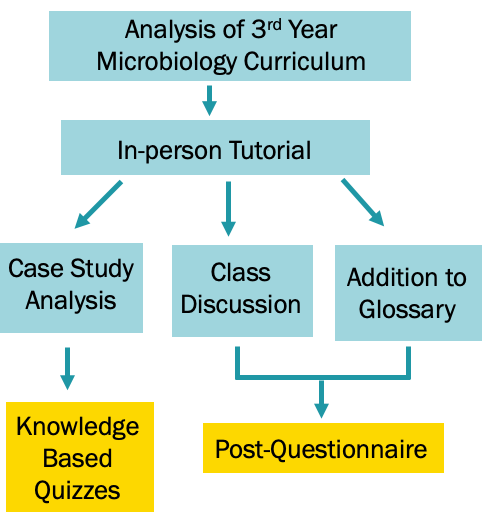 Analysis of 3rd Year
Microbiology Curriculum
In-person Tutorial
Case Study
Analysis
Class
Discussion
Addition to
Glossary
Knowledge
Based
Quizzes
Post-Questionnaire